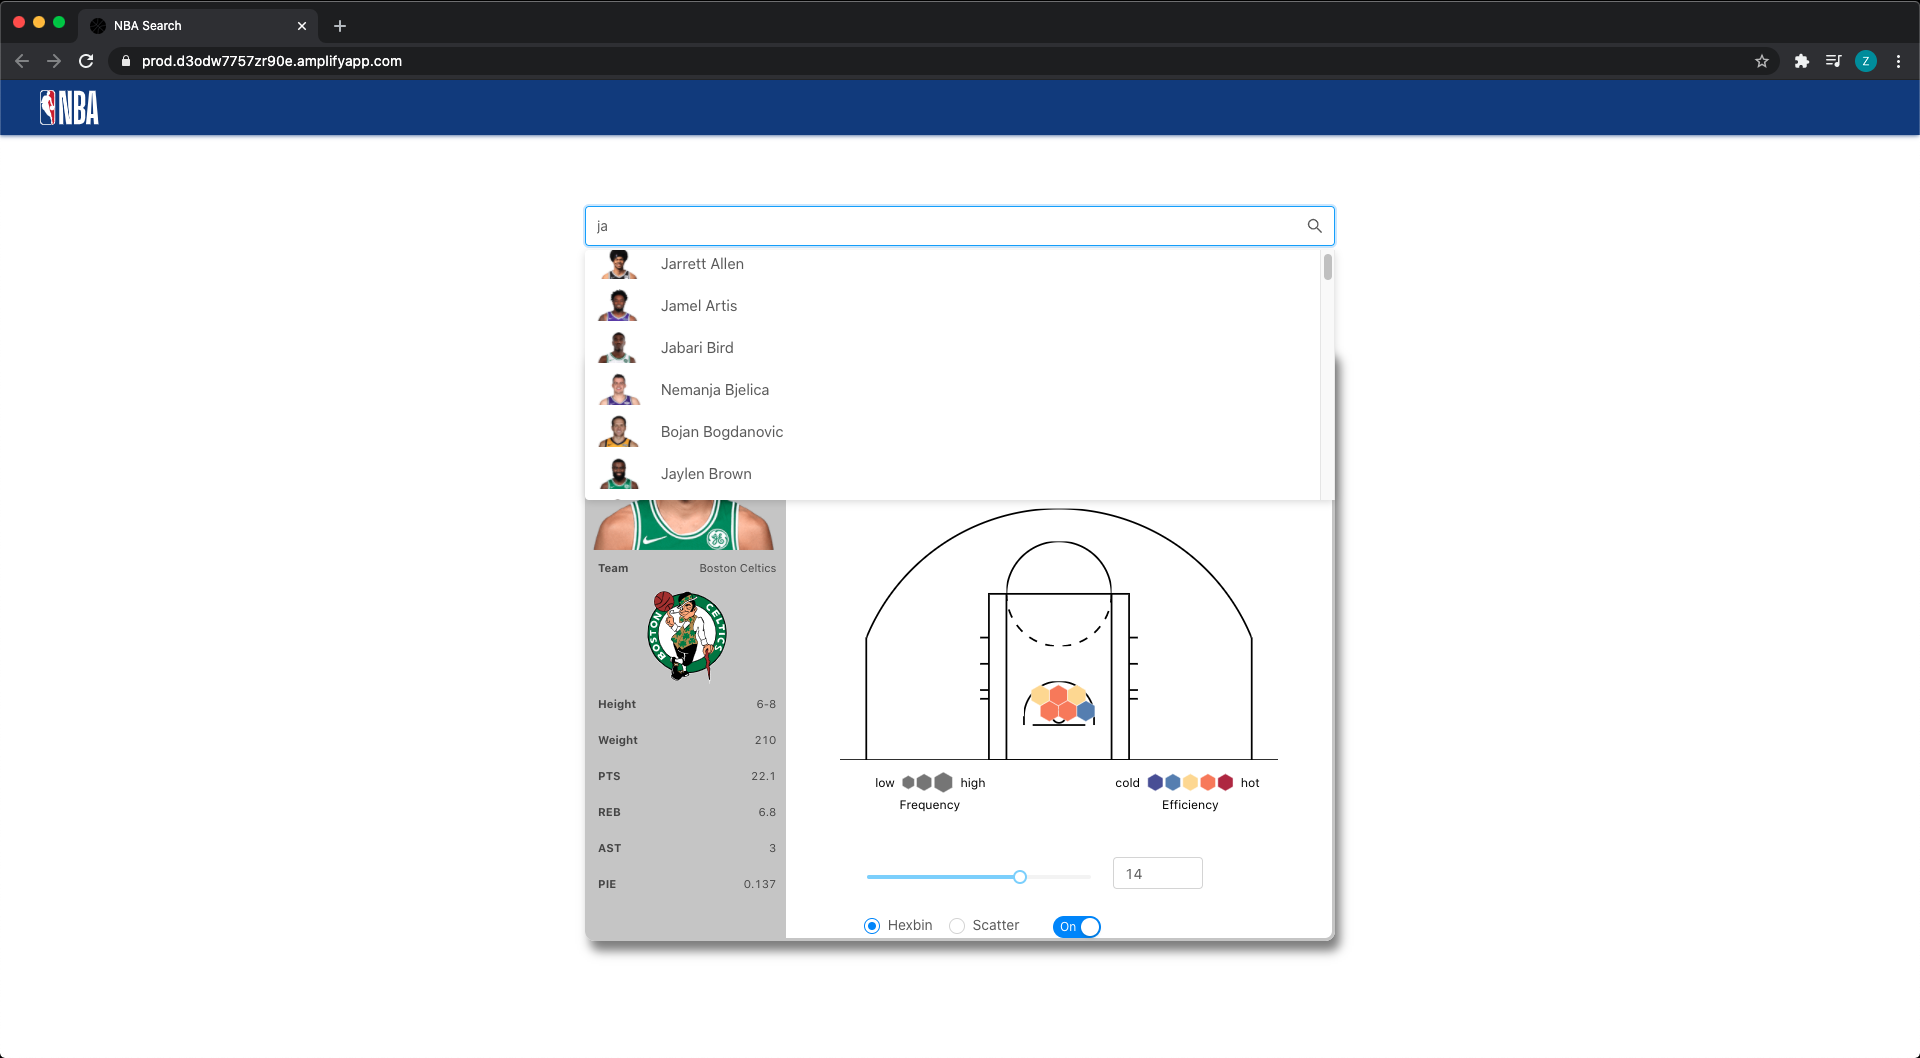 NBA Search
prod.d3odw7757zr90e.amplifyapp.com
Z
NBA
ja
Jarrett Allen
Jamel Artis
Jabari Bird
Nemanja Bjelica
Bojan Bogdanovic
Jaylen Brown
Team Boston Celtics
BOSTON CELTICS
Height 6-8
Weight 210
PTS 22.1
REB 6.8
AST 3
PIE 0.137
low high
Frequency
cold hot
Efficiency
14
Hexbin Scatter On